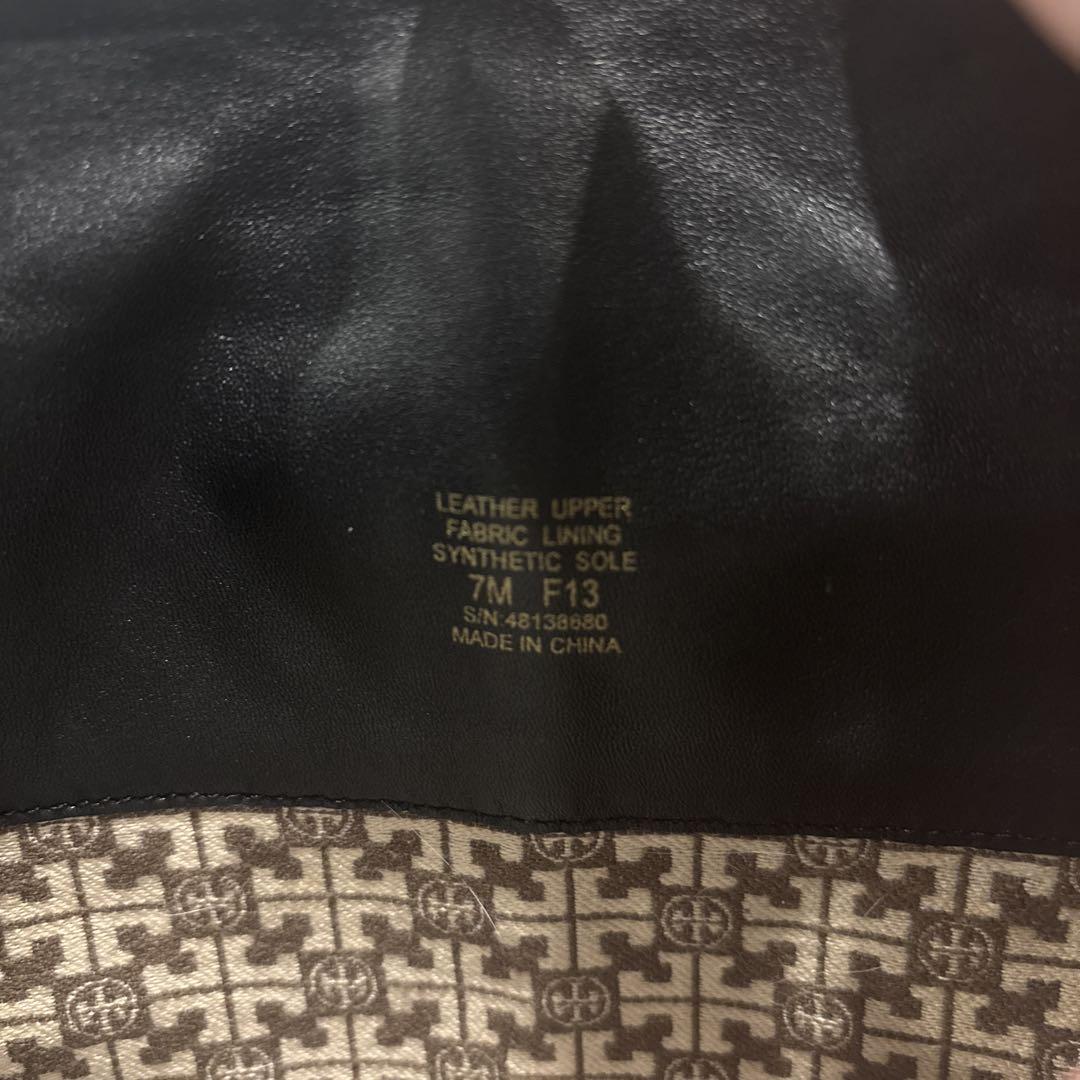 LEATHER UPPER
FABRIC LINING
SYNTHETIC SOLE
7M F13
S/N:48138680
MADE IN CHINA